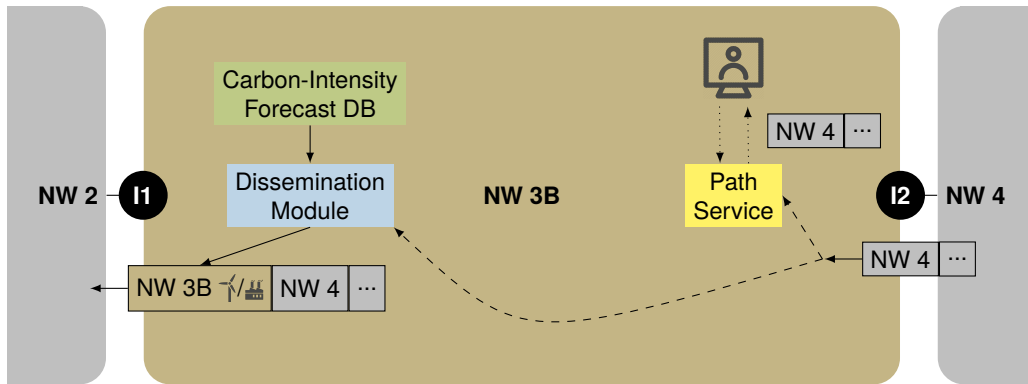 Carbon-Intensity
Forecast DB
NW 4 ...
NW 2
I1
Dissemination
Module
NW 3B
Path
Service
I2
NW 4
NW 4 ...
NW 3B / NW 4 ...